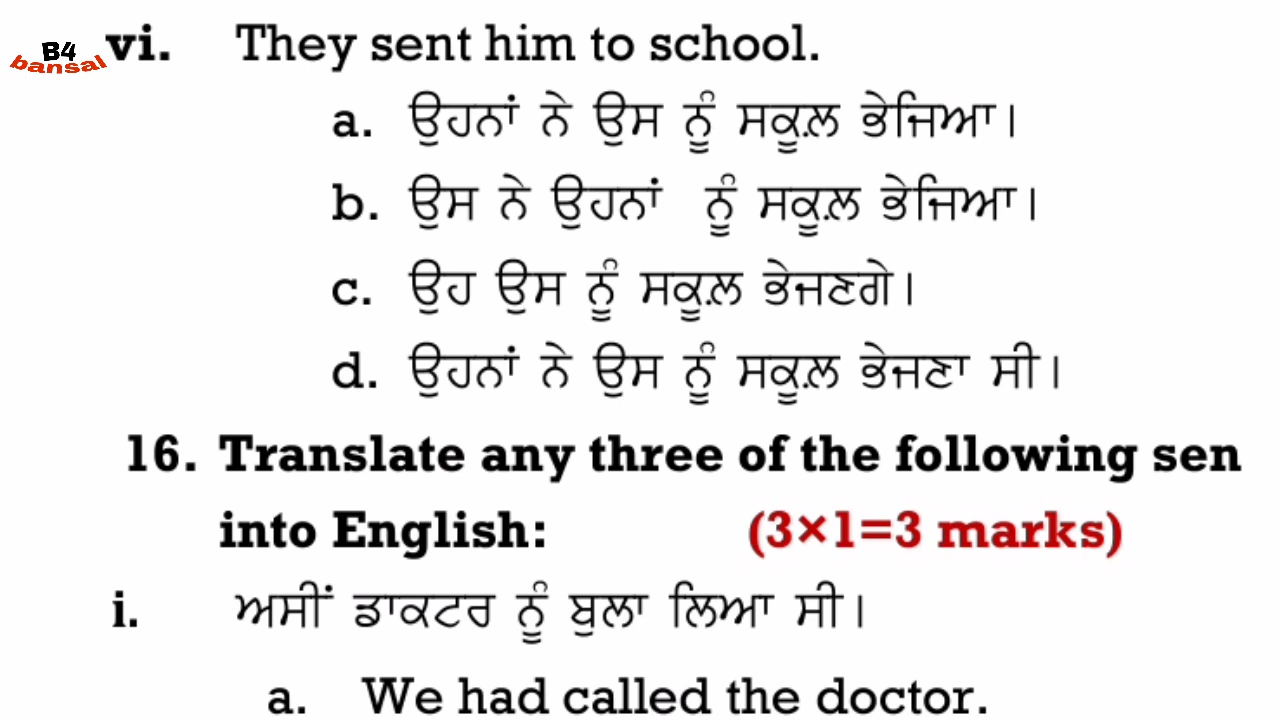 B4
bansal
vi. They sent him to school.
a. ਉਹਨਾਂ ਨੇ ਉਸ ਨੂੰ ਸਕੂਲ਼ ਭੇਜਿਆ।
b. ਉਸ ਨੇ ਉਹਨਾਂ ਨੂੰ ਸਕੂਲ਼ ਭੇਜਿਆ।
c. ਉਹ ਉਸ ਨੂੰ ਸਕੂਲ਼ ਭੇਜਣਗੇ।
d. ਉਹਨਾਂ ਨੇ ਉਸ ਨੂੰ ਸਕੂਲ਼ ਭੇਜਣਾ ਸੀ।
16. Translate any three of the following sen
into English: (3×1=3 marks)
i. ਅਸੀਂ ਡਾਕਟਰ ਨੂੰ ਬੁਲਾ ਲਿਆ ਸੀ।
a. We had called the doctor.